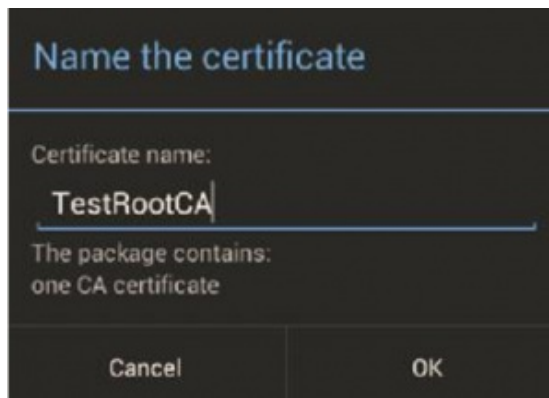 Name the certificate
Certificate name:
TestRootCA
The package contains:
one CA certificate
Cancel
OK